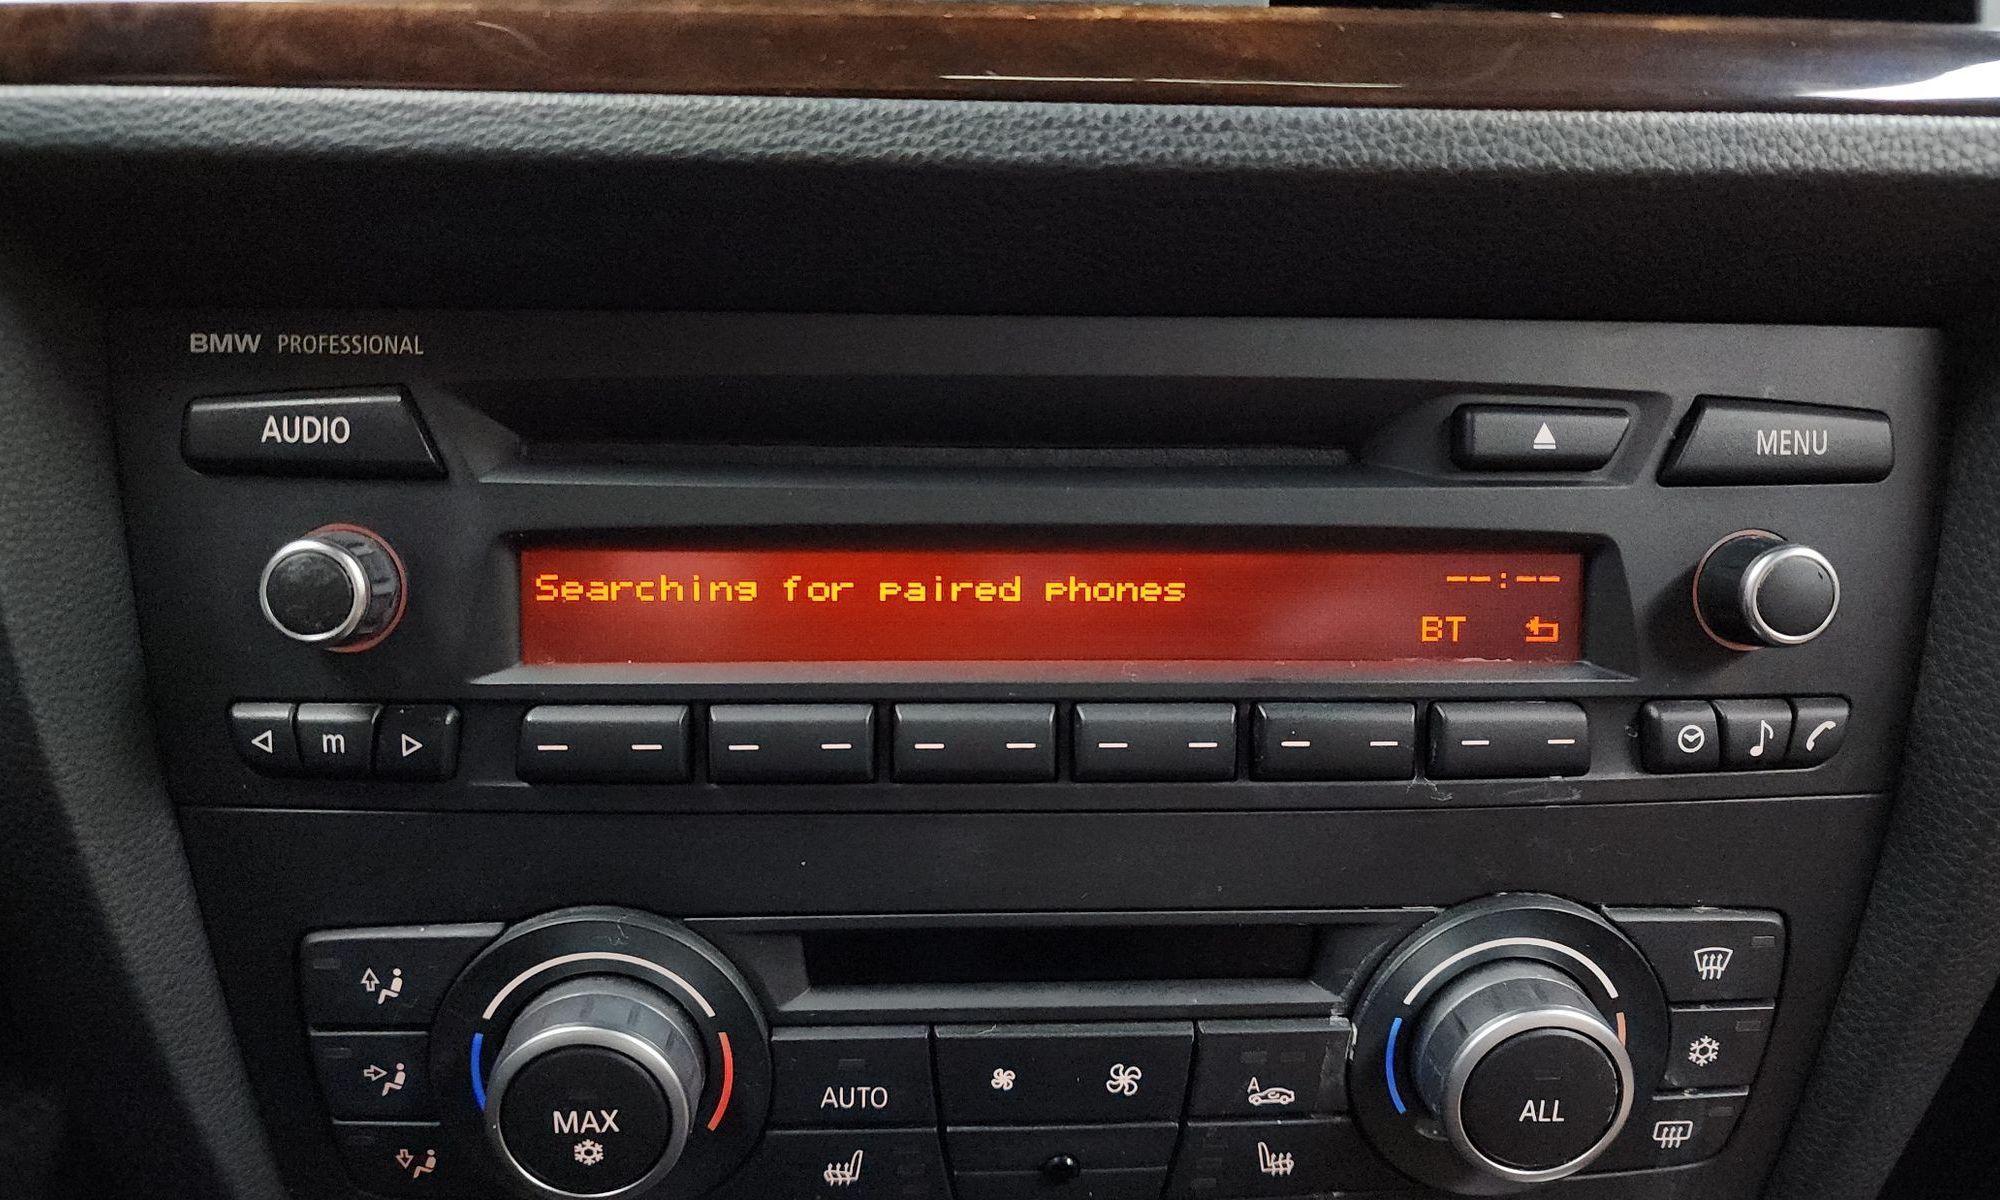 BMW PROFESSIONAL
AUDIO
MENU
Searching for paired phones
--:--
BT
m
AUTO
A
MAX
ALL